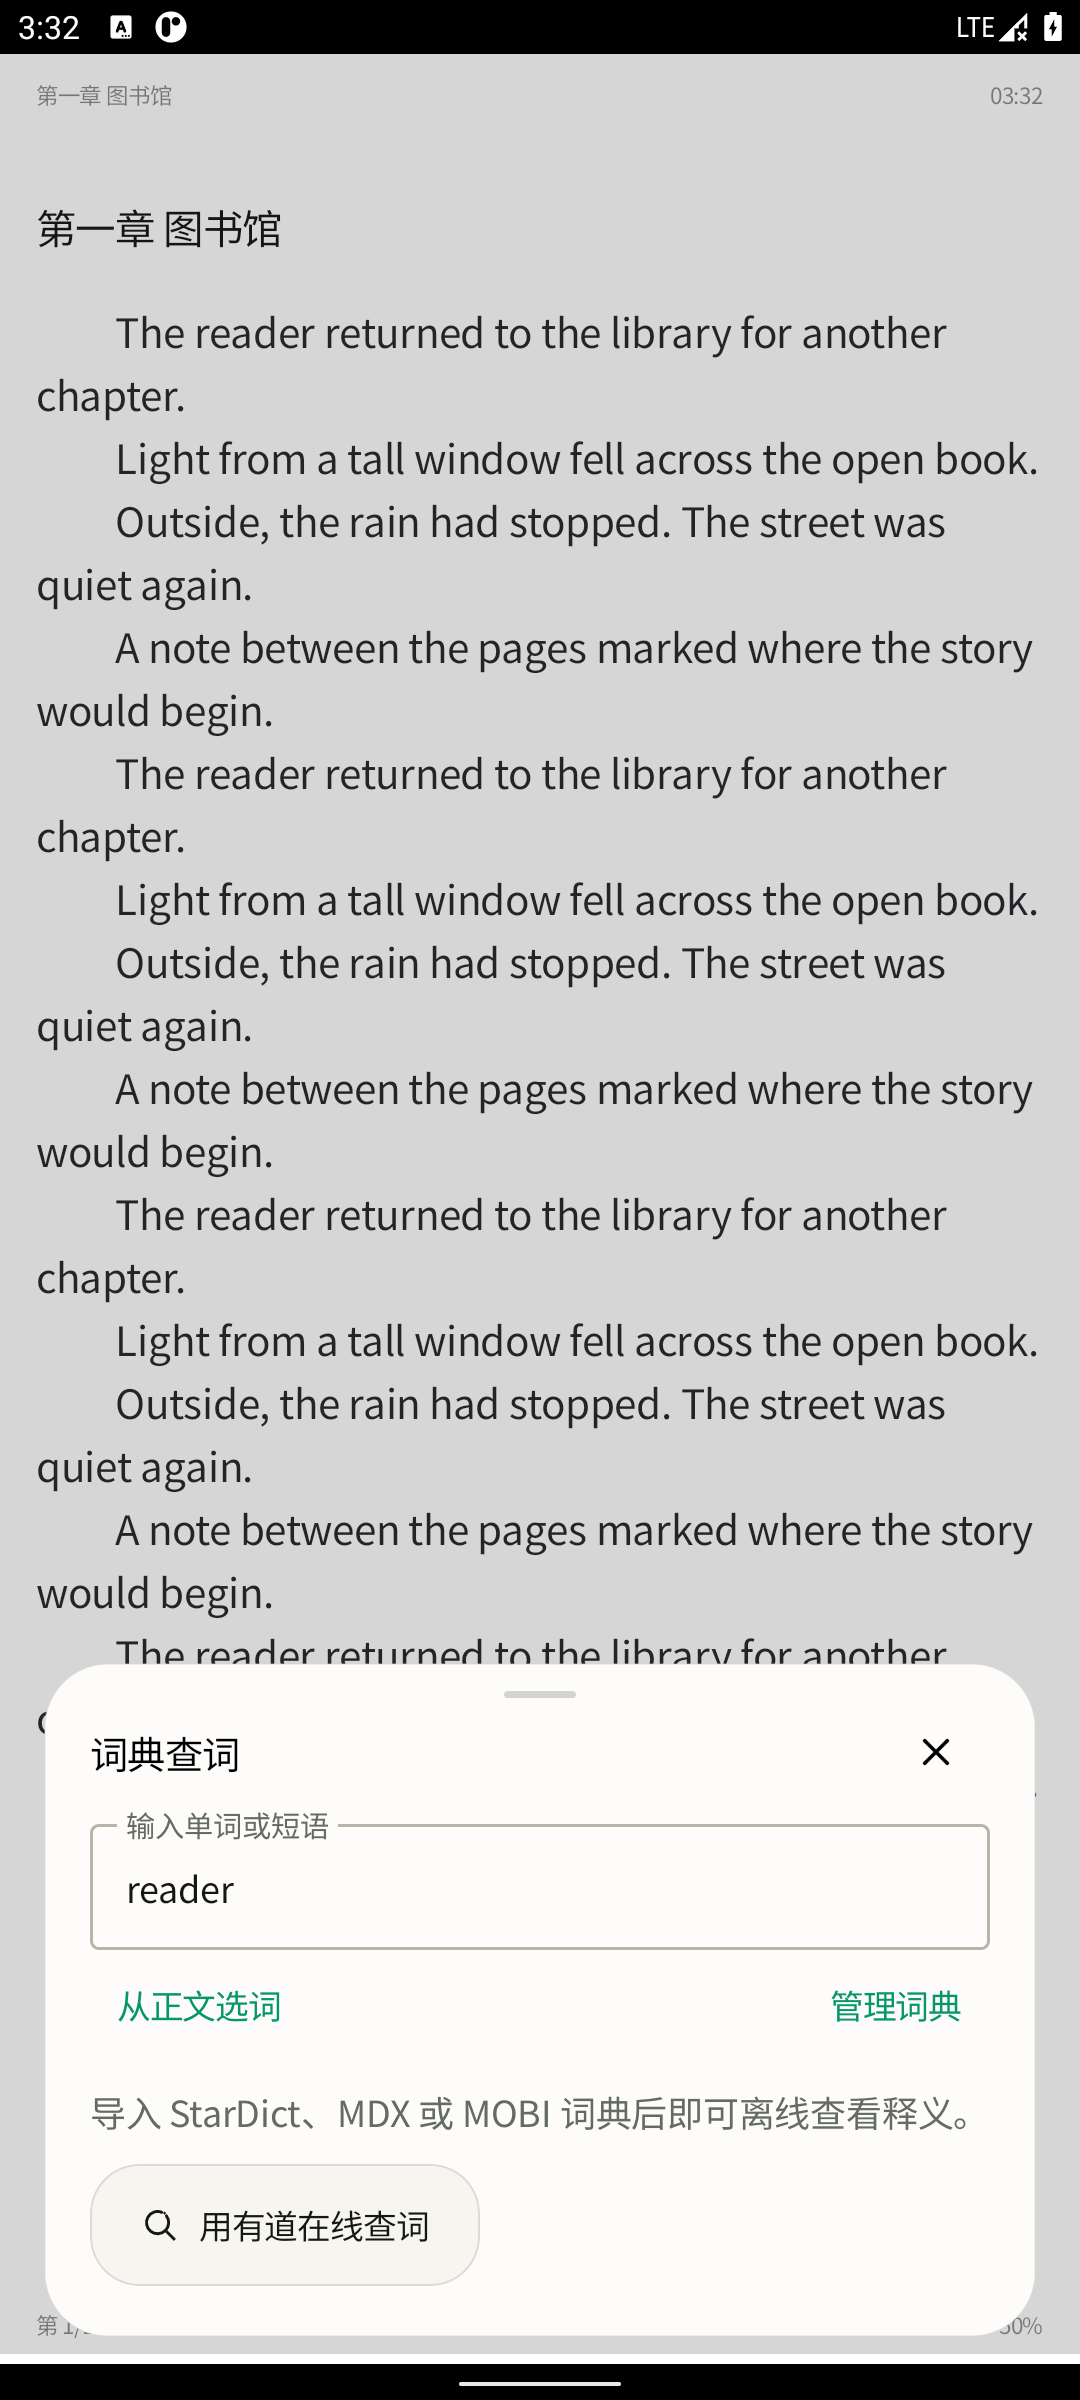 3:32
LTE
第一章 图书馆
03:32
第一章 图书馆
The reader returned to the library for another
chapter.
Light from a tall window fell across the open book.
Outside, the rain had stopped. The street was
quiet again.
A note between the pages marked where the story
would begin.
The reader returned to the library for another
chapter.
Light from a tall window fell across the open book.
Outside, the rain had stopped. The street was
quiet again.
A note between the pages marked where the story
would begin.
The reader returned to the library for another
chapter.
Light from a tall window fell across the open book.
Outside, the rain had stopped. The street was
quiet again.
A note between the pages marked where the story
would begin.
The reader returned to the library for another
词典查词
输入单词或短语
reader
从正文选词
管理词典
导入 StarDict、MDX 或 MOBI 词典后即可离线查看释义。
用有道在线查词
第 1/
50%